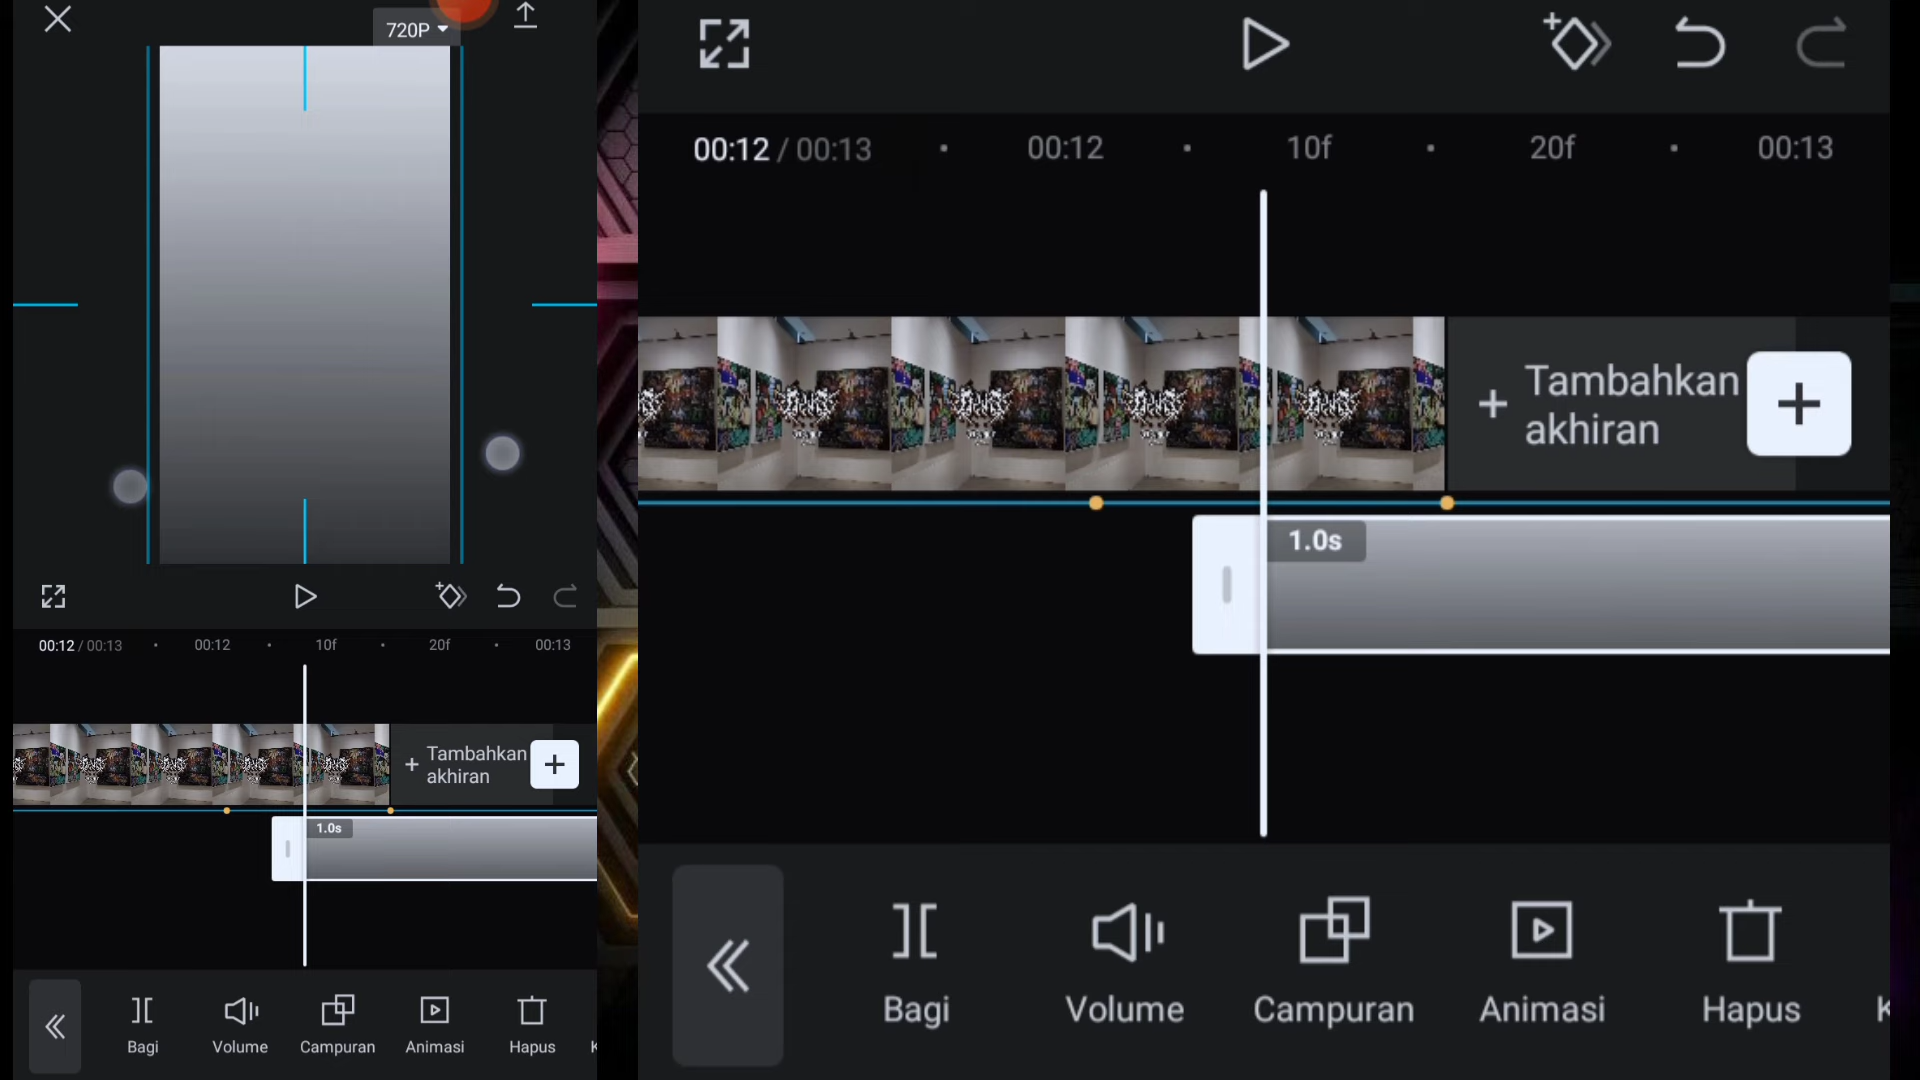 720P
00:12 / 00:13
00:12
10f
20f
00:13
+ Tambahkan akhiran
+
1.0s
Bagi
Volume
Campuran
Animasi
Hapus
00:12 / 00:13
00:12
10f
20f
00:13
+ Tambahkan
akhiran
+
1.0s
Bagi
Volume
Campuran
Animasi
Hapus
K